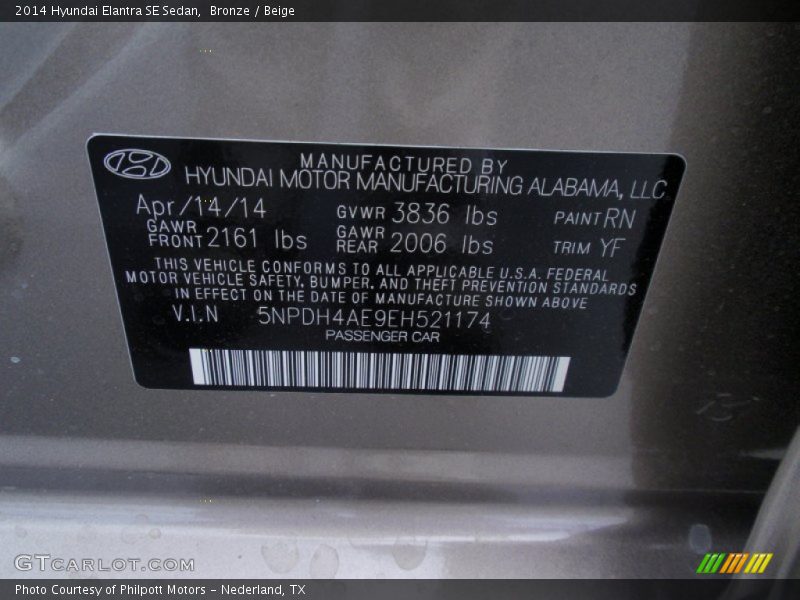 2014 Hyundai Elantra SE Sedan, Bronze / Beige
MANUFACTURED BY
HYUNDAI MOTOR MANUFACTURING ALABAMA, LLC
Apr/14/14 GVWR 3836 lbs PAINT RN
GAWR FRONT 2161 lbs GAWR REAR 2006 lbs TRIM YF
THIS VEHICLE CONFORMS TO ALL APPLICABLE U.S.A. FEDERAL
MOTOR VEHICLE SAFETY, BUMPER, AND THEFT PREVENTION STANDARDS
IN EFFECT ON THE DATE OF MANUFACTURE SHOWN ABOVE
V.I.N 5NPDH4AE9EH521174
PASSENGER CAR
GTCARLOT.COM
Photo Courtesy of Philpott Motors - Nederland, TX